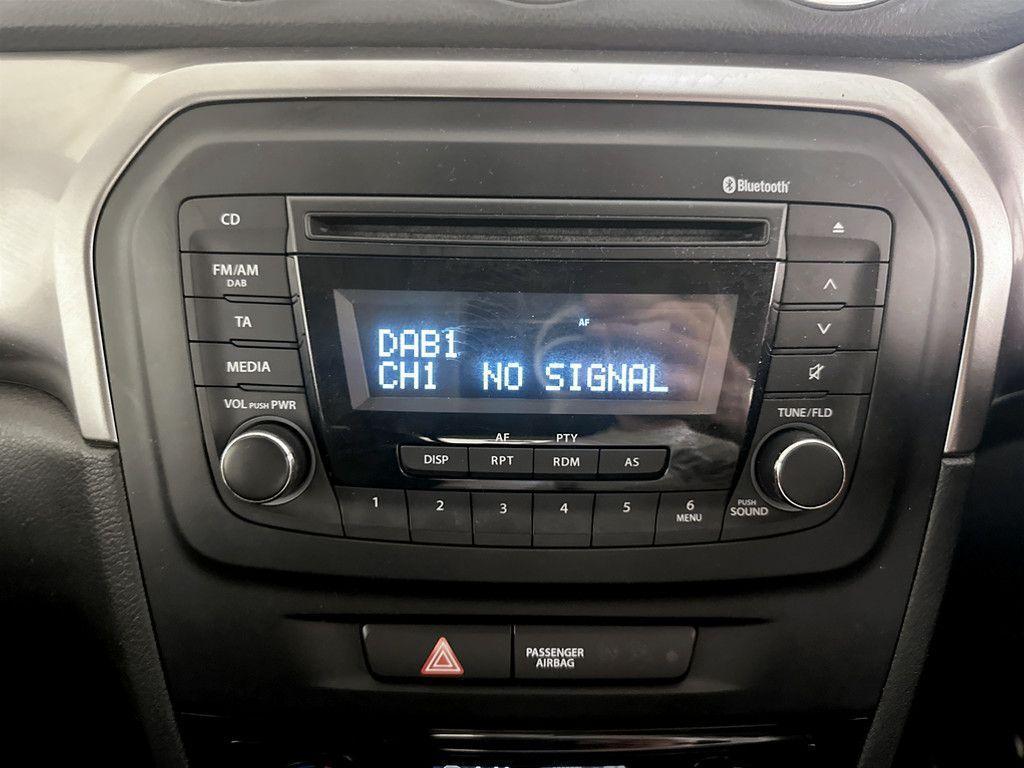 Bluetooth
CD
FM/AM
DAB
TA
MEDIA
VOL PUSH PWR
AF
DAB1
CH1 NO SIGNAL
TUNE/FLD
AF PTY
DISP RPT RDM AS
1 2 3 4 5 6
MENU
PUSH
SOUND
PASSENGER
AIRBAG